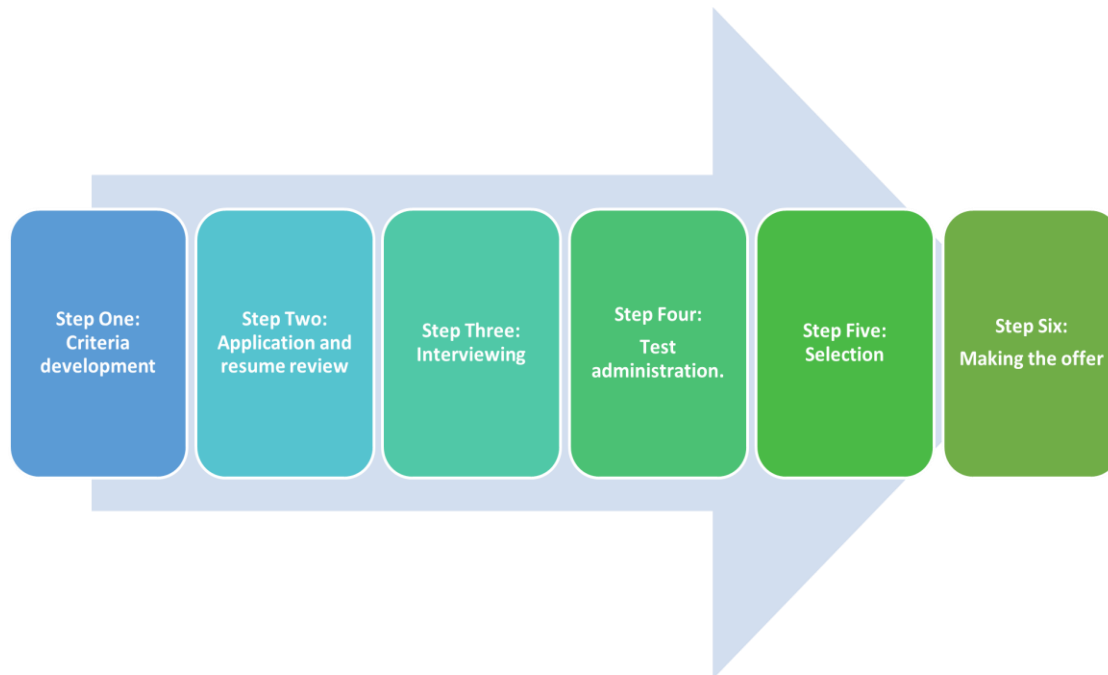 Step One:
Criteria
development
Step Two:
Application and
resume review
Step Three:
Interviewing
Step Four:
Test
administration.
Step Five:
Selection
Step Six:
Making the offer